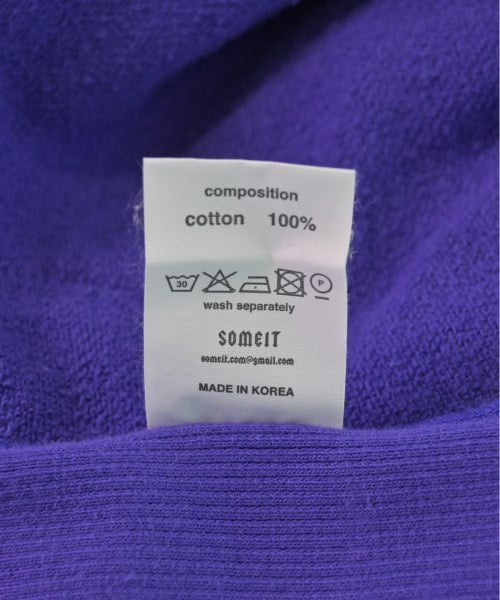 composition
cotton 100%
30 P
wash separately
SOMEIT
someit.com@gmail.com
MADE IN KOREA